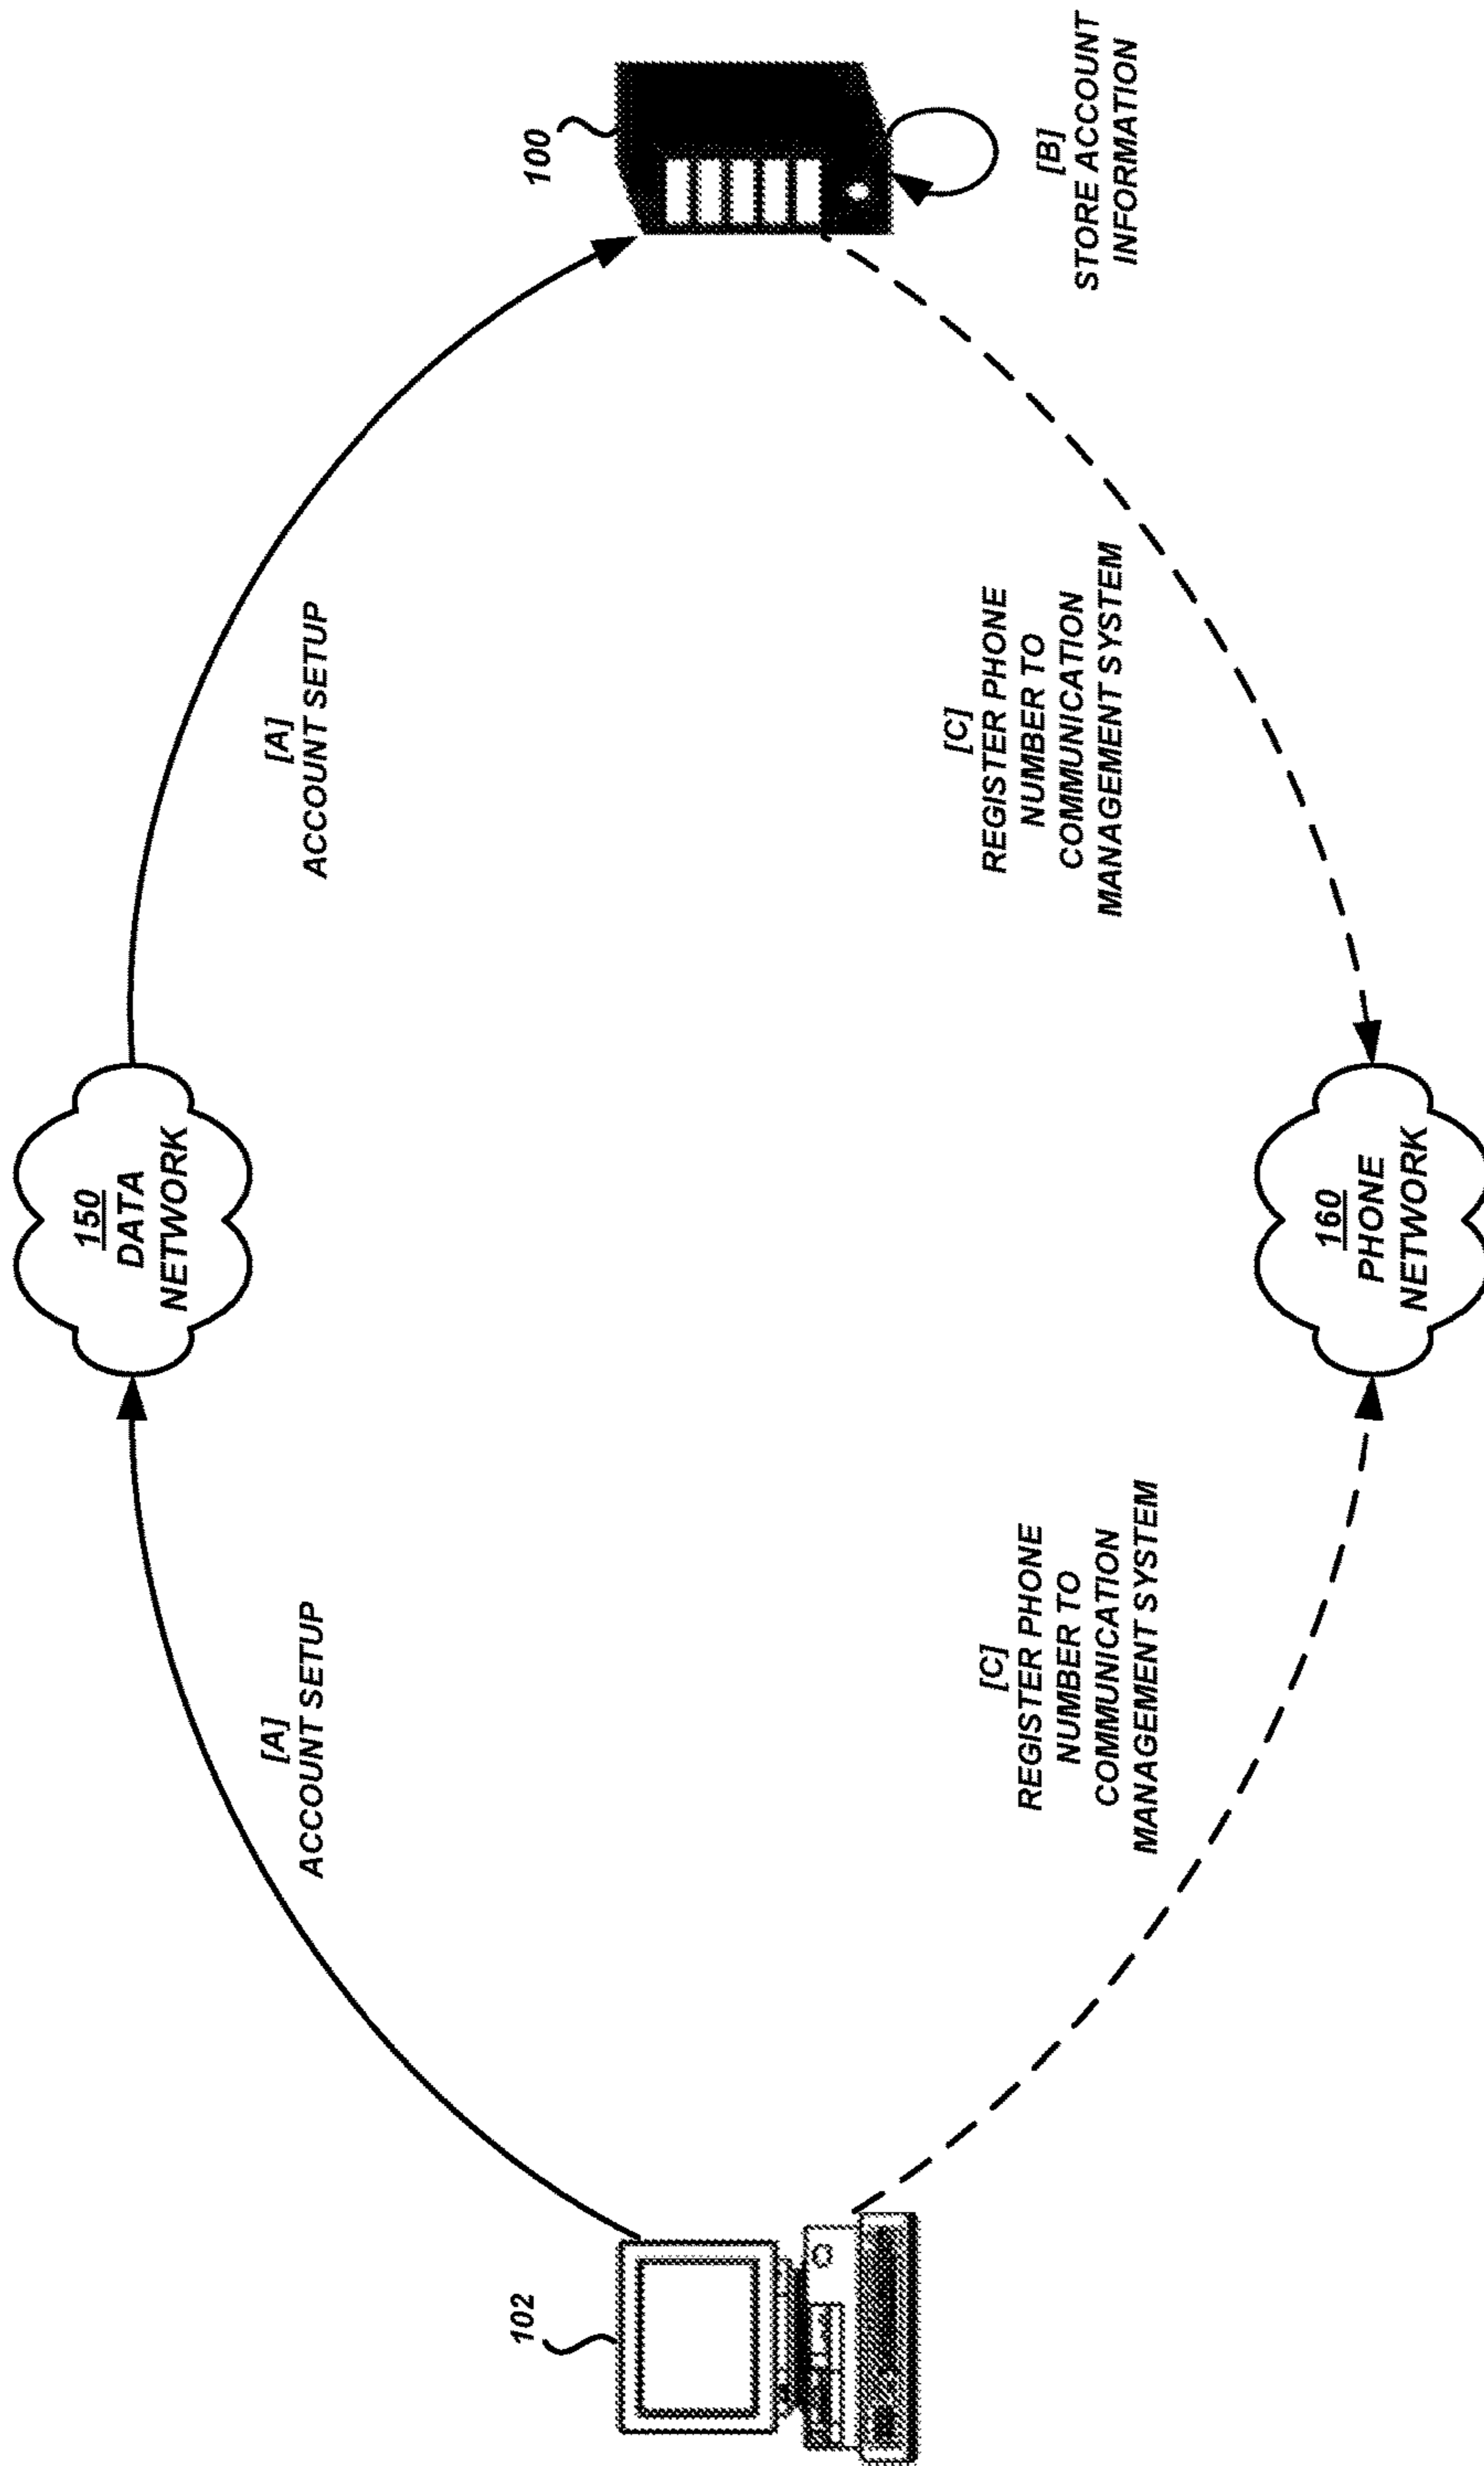 150
DATA
NETWORK
[A]
ACCOUNT SETUP
[A]
ACCOUNT SETUP
102
100
[B]
STORE ACCOUNT
INFORMATION
[C]
REGISTER PHONE
NUMBER TO
COMMUNICATION
MANAGEMENT SYSTEM
[C]
REGISTER PHONE
NUMBER TO
COMMUNICATION
MANAGEMENT SYSTEM
160
PHONE
NETWORK